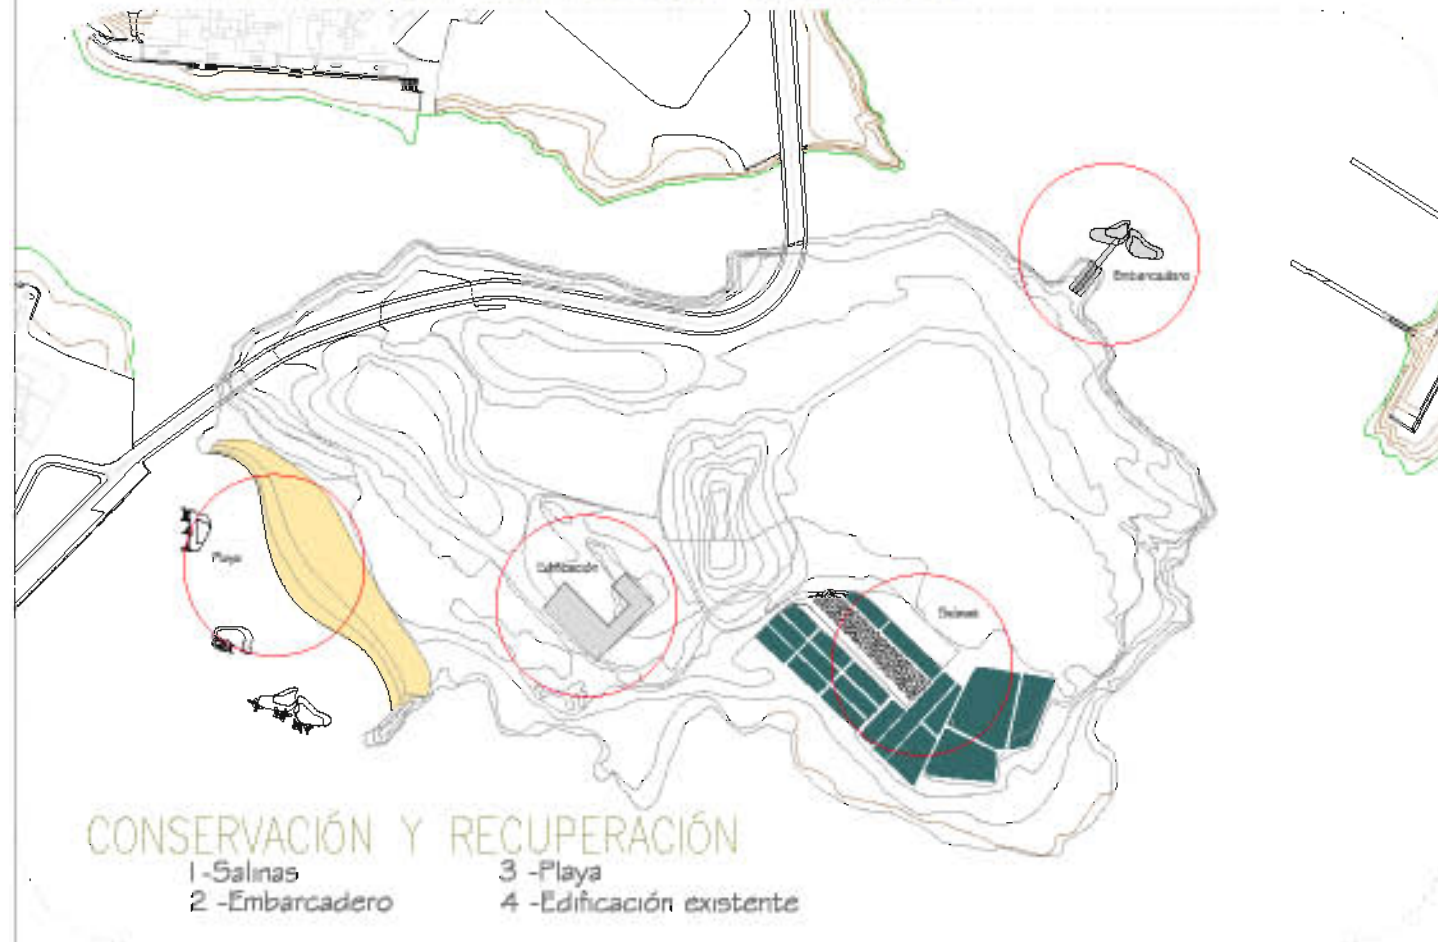 Embarcadero
Playa
Edificación
Salinas
CONSERVACIÓN Y RECUPERACIÓN
1 -Salinas
3 -Playa
2 -Embarcadero
4 -Edificación existente